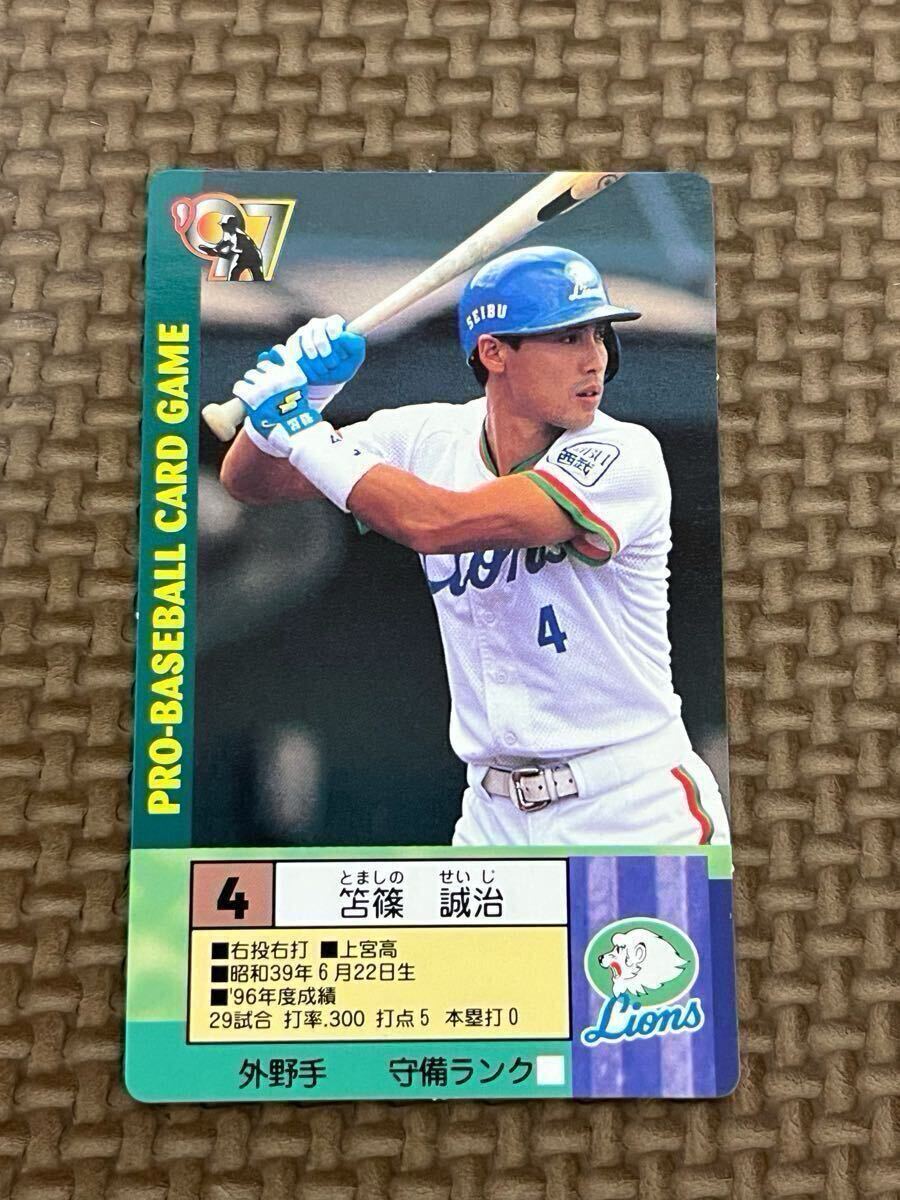 '97
PRO-BASEBALL CARD GAME
Lions
SEIBU
西武
Lions
4
4
とましの せいじ
笘篠 誠治
■右投右打 ■上宮高
■昭和39年6月22日生
■'96年度成績
29試合 打率.300 打点5 本塁打0
Lions
外野手 守備ランク